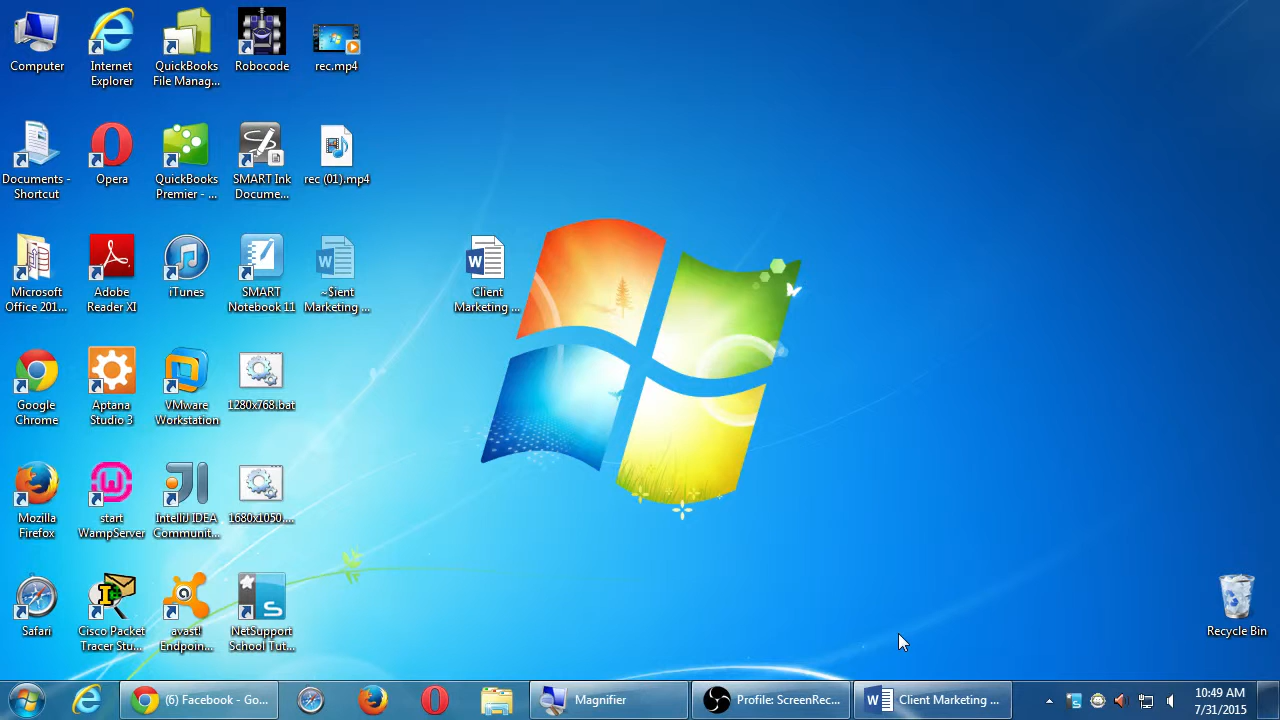 Computer
Internet
Explorer
QuickBooks
File Manag...
Robocode
rec.mp4
Documents -
Shortcut
Opera
QuickBooks
Premier - ...
SMART Ink
Docume...
rec (01).mp4
Microsoft
Office 201...
Adobe
Reader XI
iTunes
SMART
Notebook 11
~$ient
Marketing ...
Client
Marketing ...
Google
Chrome
Aptana
Studio 3
VMware
Workstation
1280x768.bat
Mozilla
Firefox
start
WampServer
IntelliJ IDEA
Communit...
1680x1050....
Safari
Cisco Packet
Tracer Stu...
avast!
Endpoin...
NetSupport
School Tut...
Recycle Bin
(6) Facebook - Go...
Magnifier
Profile: ScreenRec...
Client Marketing ...
10:49 AM
7/31/2015